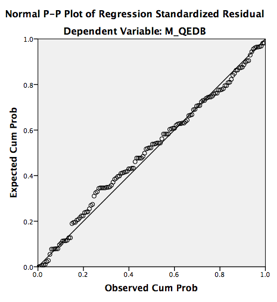 Normal P-P Plot of Regression Standardized Residual
Dependent Variable: M_QEDB
1.0
0.8
0.6
0.4
0.2
0.0
Expected Cum Prob
0.0 0.2 0.4 0.6 0.8 1.0
Observed Cum Prob